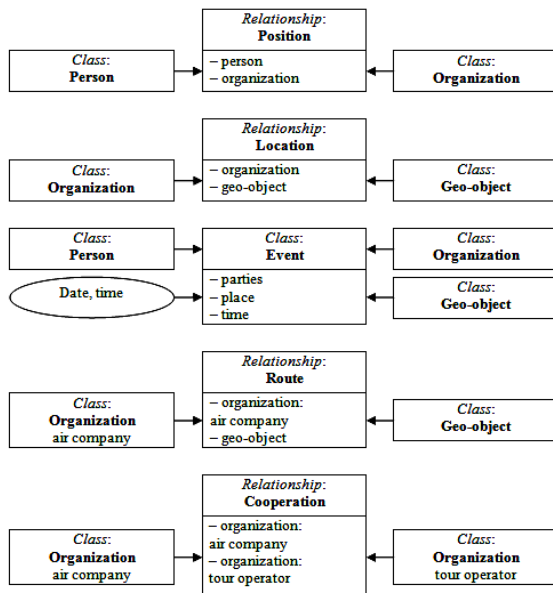 Relationship:
Position
– person
– organization
Class:
Person
Class:
Organization
Relationship:
Location
– organization
– geo-object
Class:
Organization
Class:
Geo-object
Class:
Person
Class:
Event
– parties
– place
– time
Class:
Organization
Date, time
Class:
Geo-object
Relationship:
Route
– organization:
air company
– geo-object
Class:
Organization
air company
Class:
Geo-object
Relationship:
Cooperation
– organization:
air company
– organization:
tour operator
Class:
Organization
air company
Class:
Organization
tour operator